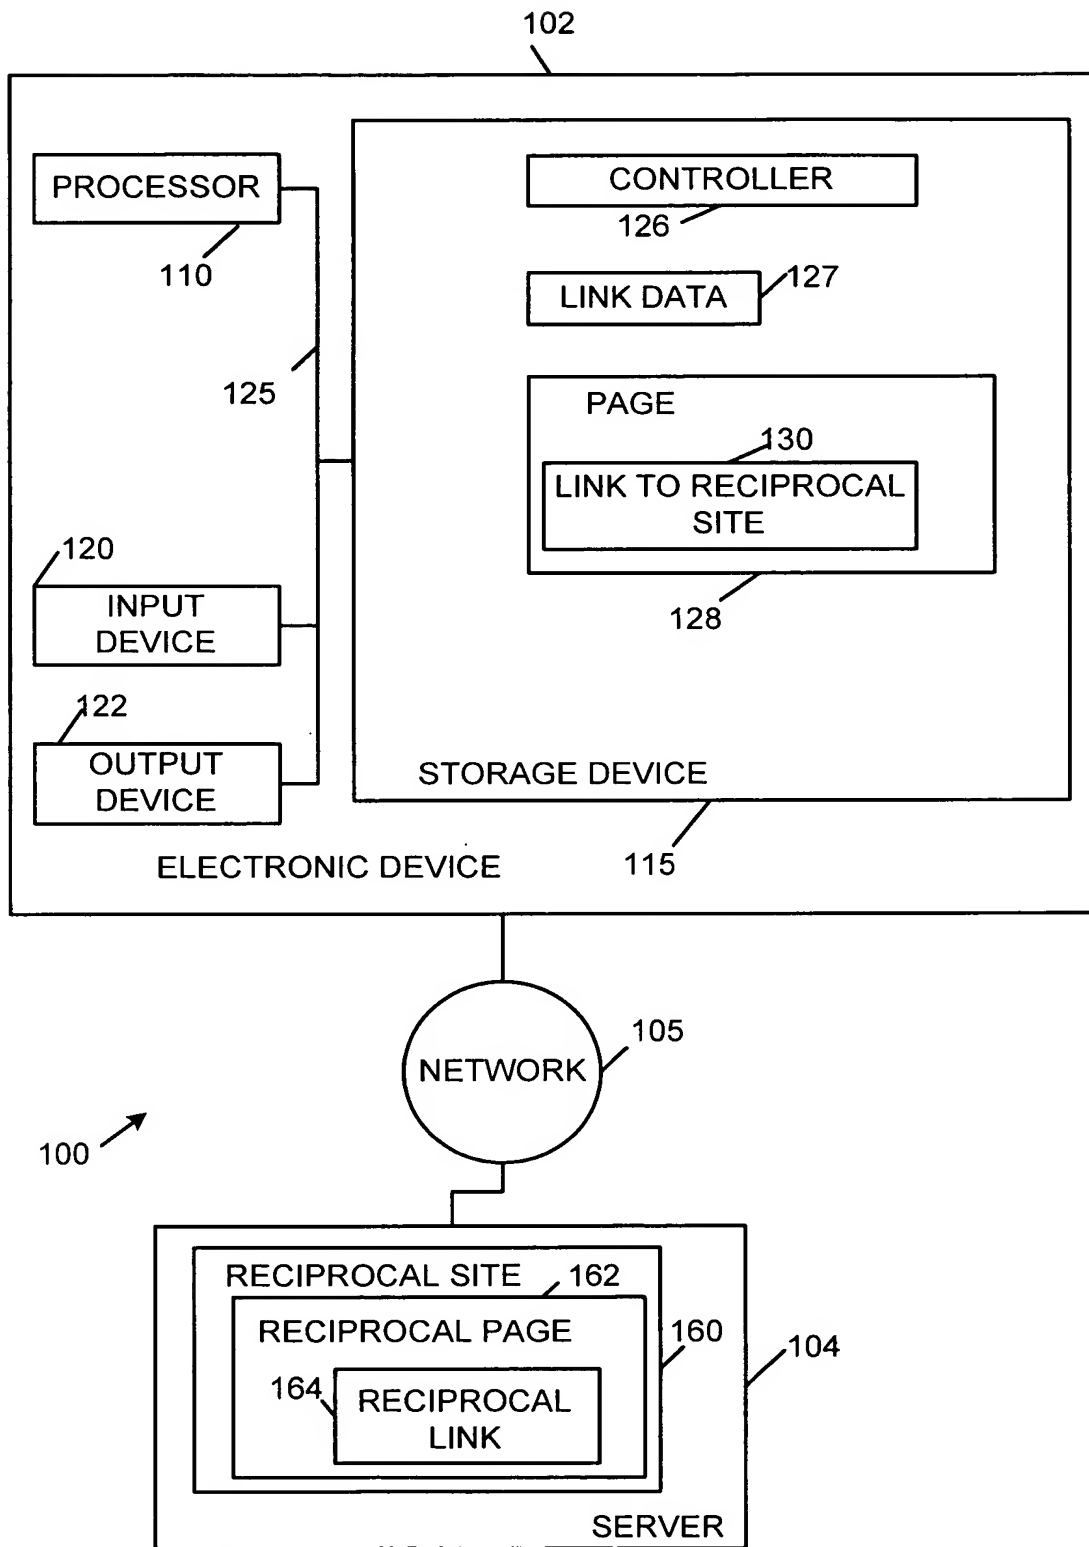 102
PROCESSOR
110
CONTROLLER
126
LINK DATA
127
125
PAGE
130
LINK TO RECIPROCAL
SITE
128
120
INPUT
DEVICE
122
OUTPUT
DEVICE
STORAGE DEVICE
115
ELECTRONIC DEVICE
NETWORK
105
100
RECIPROCAL SITE
162
RECIPROCAL PAGE
160
104
164
RECIPROCAL
LINK
SERVER